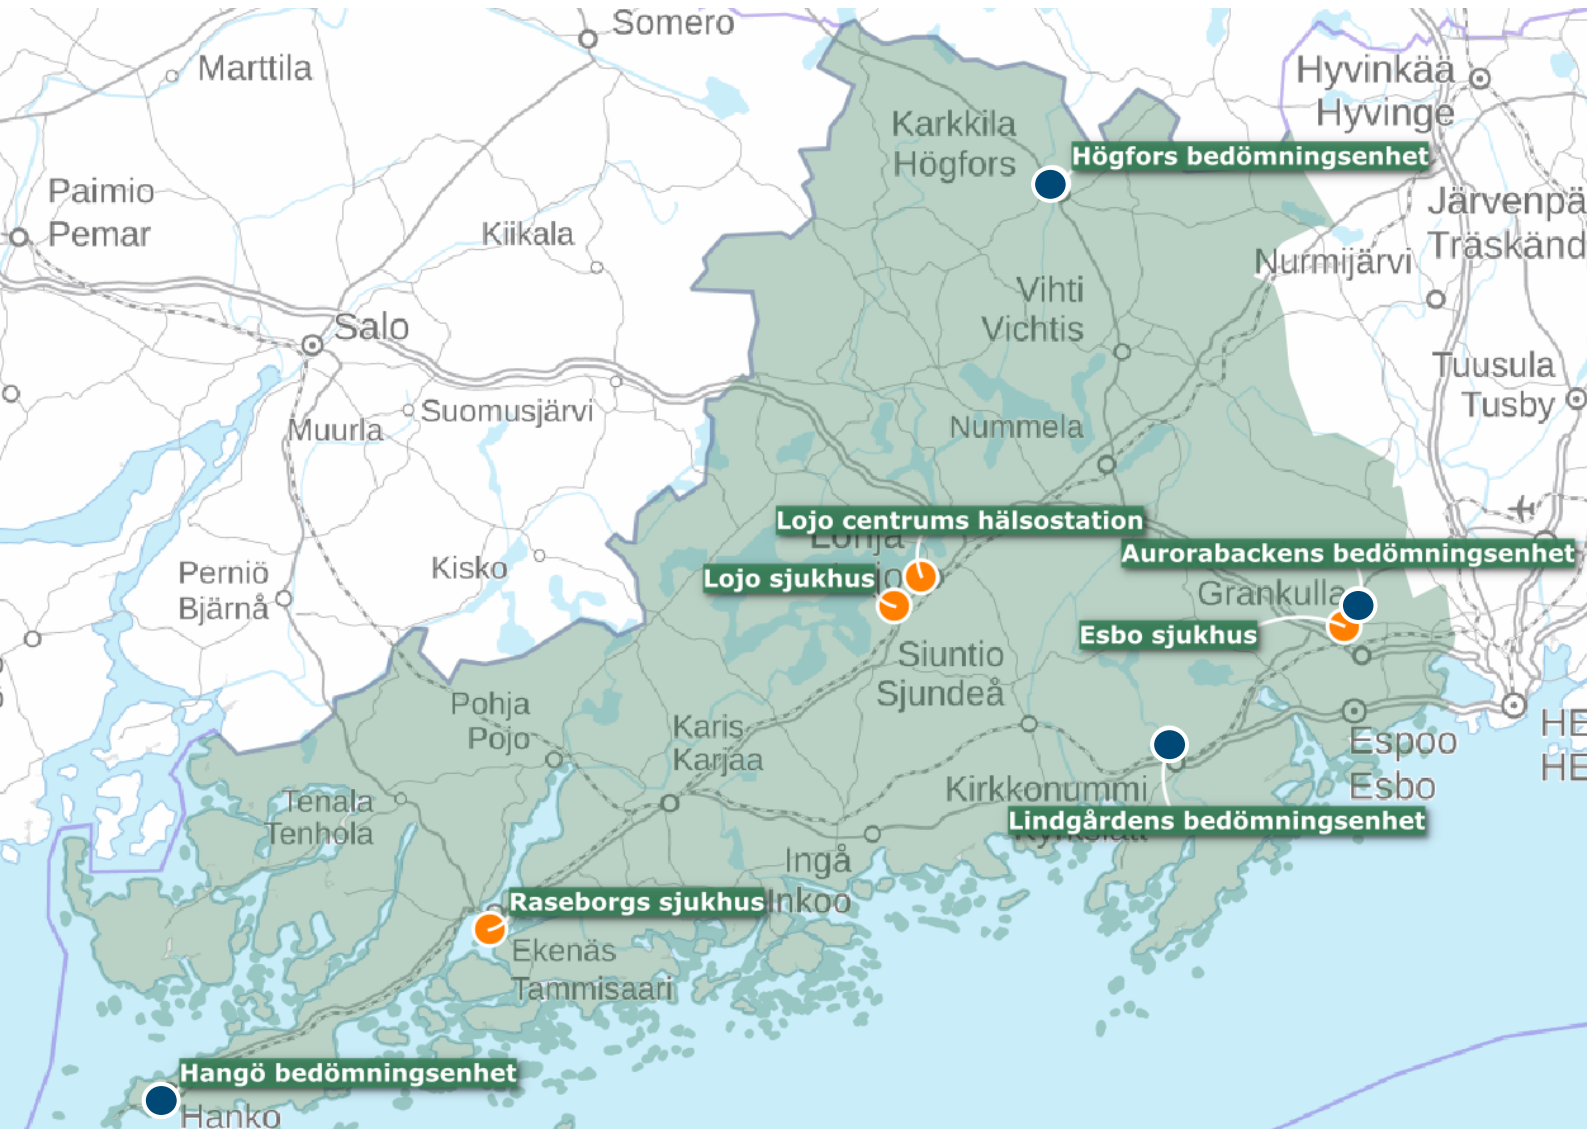 Somero
Marttila
Hyvinkää
Hyvinge
Karkkila
Högfors
Högfors bedömningsenhet
Paimio
Pemar
Kiikala
Järvenpä
Träskänd
Nurmijärvi
Vihti
Vichtis
Salo
Tuusula
Tusby
Suomusjärvi
Muurla
Nummela
Lojo centrums hälsostation
Lohja
Aurorabackens bedömningsenhet
Kisko
Perniö
Bjärnå
Lojo sjukhus
Grankulla
Esbo sjukhus
Siuntio
Sjundeå
Pohja
Pojo
Karis
Karjaa
HE
HE
Espoo
Esbo
Kirkkonummi
Tenala
Tenhola
Lindgårdens bedömningsenhet
Ingå
Inkoo
Raseborgs sjukhus
Ekenäs
Tammisaari
Hangö bedömningsenhet
Hanko